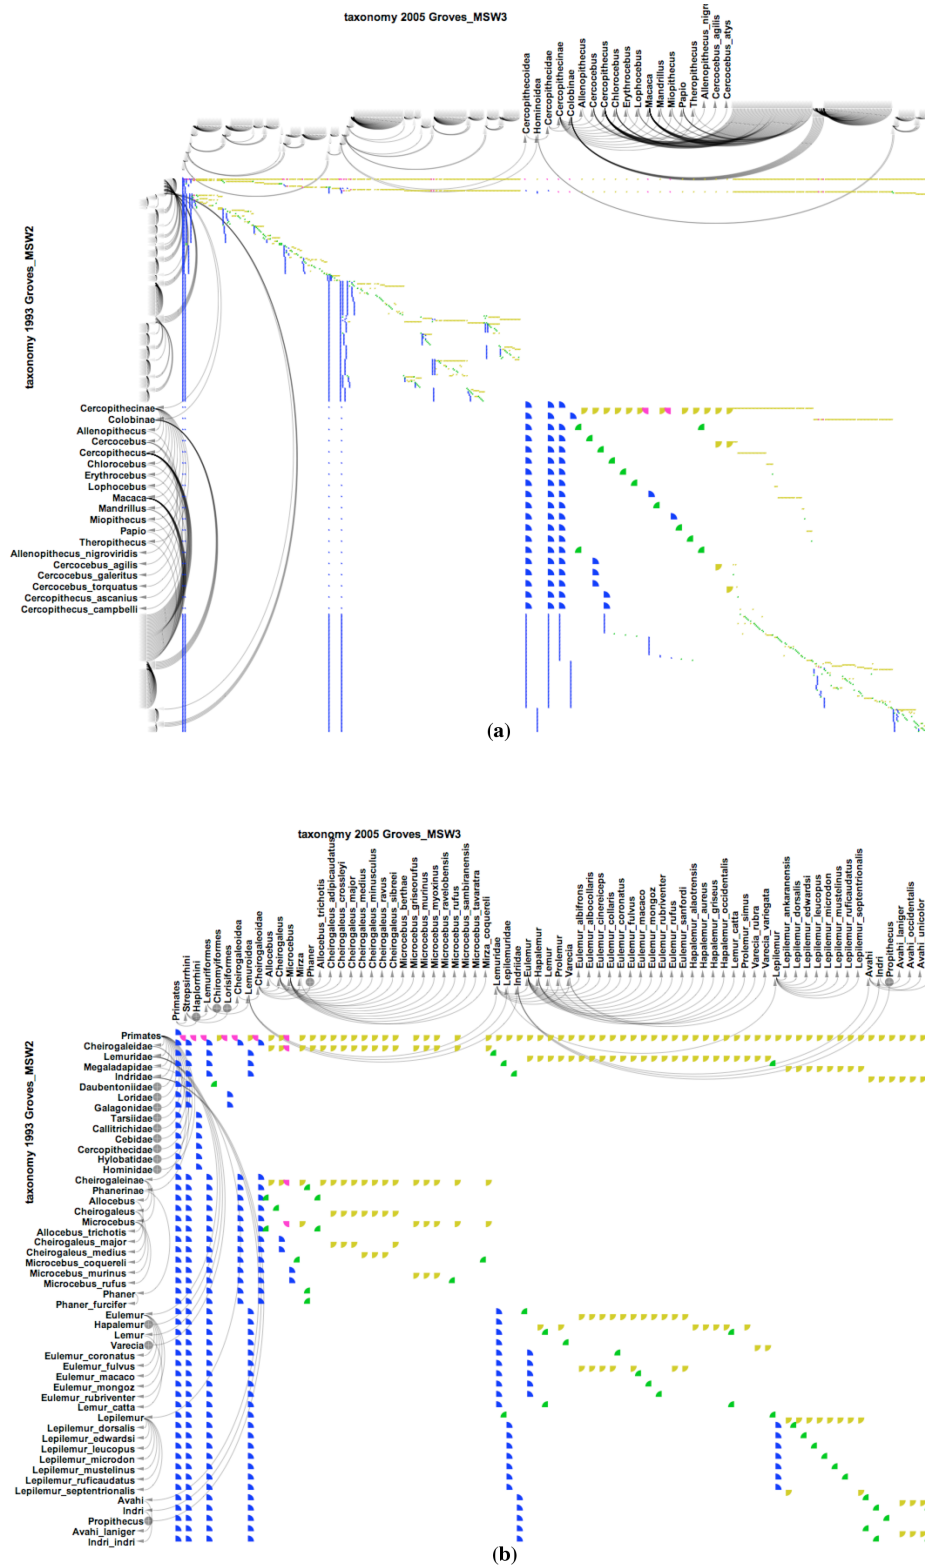 taxonomy 2005 Groves_MSW3
Cercopithecoidea
Hominoidea
Cercopithecidae
Cercopithecinae
Colobinae
Allenopithecus
Cercocebus
Cercopithecus
Chlorocebus
Erythrocebus
Lophocebus
Macaca
Mandrillus
Miopithecus
Papio
Theropithecus
Allenopithecus_nigri
Cercocebus_agilis
Cercocebus_atys
taxonomy 1993 Groves_MSW2
Cercopithecinae
Colobinae
Allenopithecus
Cercocebus
Cercopithecus
Chlorocebus
Erythrocebus
Lophocebus
Macaca
Mandrillus
Miopithecus
Papio
Theropithecus
Allenopithecus_nigroviridis
Cercocebus_agilis
Cercocebus_galeritus
Cercocebus_torquatus
Cercopithecus_ascanius
Cercopithecus_campbelli
(a)
taxonomy 2005 Groves_MSW3
Primates
Strepsirrhini
Haplorrhini
Lemuriformes
Chiromyiformes
Lorisiformes
Cheirogaleoidea
Lemuroidea
Cheirogaleidae
Allocebus
Cheirogaleus
Microcebus
Mirza
Phaner
Allocebus_trichotis
Cheirogaleus_adipicaudatus
Cheirogaleus_crossleyi
Cheirogaleus_major
Cheirogaleus_medius
Cheirogaleus_minusculus
Cheirogaleus_ravus
Cheirogaleus_sibreei
Microcebus_berthae
Microcebus_griseorufus
Microcebus_murinus
Microcebus_myoxinus
Microcebus_ravelobensis
Microcebus_rufus
Microcebus_sambiranensis
Microcebus_tavaratra
Mirza_coquereli
Lemuridae
Lepilemuridae
Indriidae
Eulemur
Hapalemur
Lemur
Prolemur
Varecia
Eulemur_albifrons
Eulemur_albocollaris
Eulemur_cinereiceps
Eulemur_collaris
Eulemur_coronatus
Eulemur_fulvus
Eulemur_macaco
Eulemur_mongoz
Eulemur_rubriventer
Eulemur_rufus
Eulemur_sanfordi
Hapalemur_alaotrensis
Hapalemur_aureus
Hapalemur_griseus
Hapalemur_occidentalis
Lemur_catta
Prolemur_simus
Varecia_rubra
Varecia_variegata
Lepilemur
Lepilemur_ankaranensis
Lepilemur_dorsalis
Lepilemur_edwardsi
Lepilemur_leucopus
Lepilemur_microdon
Lepilemur_mustelinus
Lepilemur_ruficaudatus
Lepilemur_septentrionalis
Avahi
Indri
Propithecus
Avahi_laniger
Avahi_occidentalis
Avahi_unicolor
taxonomy 1993 Groves_MSW2
Primates
Cheirogaleidae
Lemuridae
Megaladapidae
Indridae
Daubentoniidae
Loridae
Galagonidae
Tarsiidae
Callitrichidae
Cebidae
Cercopithecidae
Hylobatidae
Hominidae
Cheirogaleinae
Phanerinae
Allocebus
Cheirogaleus
Microcebus
Allocebus_trichotis
Cheirogaleus_major
Cheirogaleus_medius
Microcebus_coquereli
Microcebus_murinus
Microcebus_rufus
Phaner
Phaner_furcifer
Eulemur
Hapalemur
Lemur
Varecia
Eulemur_coronatus
Eulemur_fulvus
Eulemur_macaco
Eulemur_mongoz
Eulemur_rubriventer
Lemur_catta
Lepilemur
Lepilemur_dorsalis
Lepilemur_edwardsi
Lepilemur_leucopus
Lepilemur_microdon
Lepilemur_mustelinus
Lepilemur_ruficaudatus
Lepilemur_septentrionalis
Avahi
Indri
Propithecus
Avahi_laniger
Indri_indri
(b)